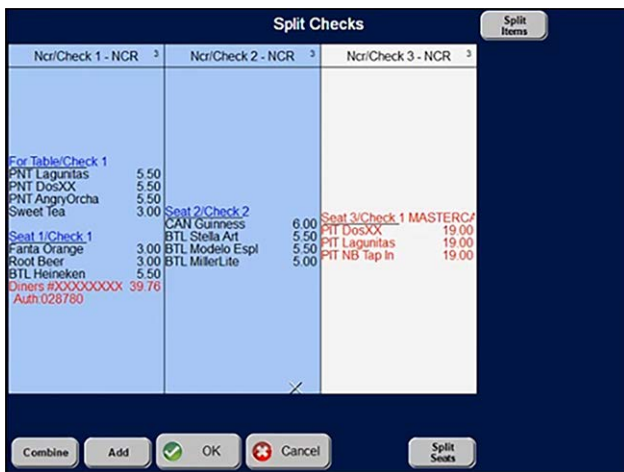 Split Checks
Split
Items
Ncr/Check 1 - NCR 3
Ncr/Check 2 - NCR 3
Ncr/Check 3 - NCR 3
For Table/Check 1
PNT Lagunitas 5.50
PNT DosXX 5.50
PNT AngryOrcha 5.50
Sweet Tea 3.00
Seat 1/Check 1
Fanta Orange 3.00
Root Beer 3.00
BTL Heineken 5.50
Diners #XXXXXXXX 39.76
Auth:028780
Seat 2/Check 2
CAN Guinness 6.00
BTL Stella Art 5.50
BTL Modelo Espl 5.50
BTL MillerLite 5.00
Seat 3/Check 1 MASTERCA
PIT DosXX 19.00
PIT Lagunitas 19.00
PIT NB Tap In 19.00
Combine
Add
OK
Cancel
Split
Seats